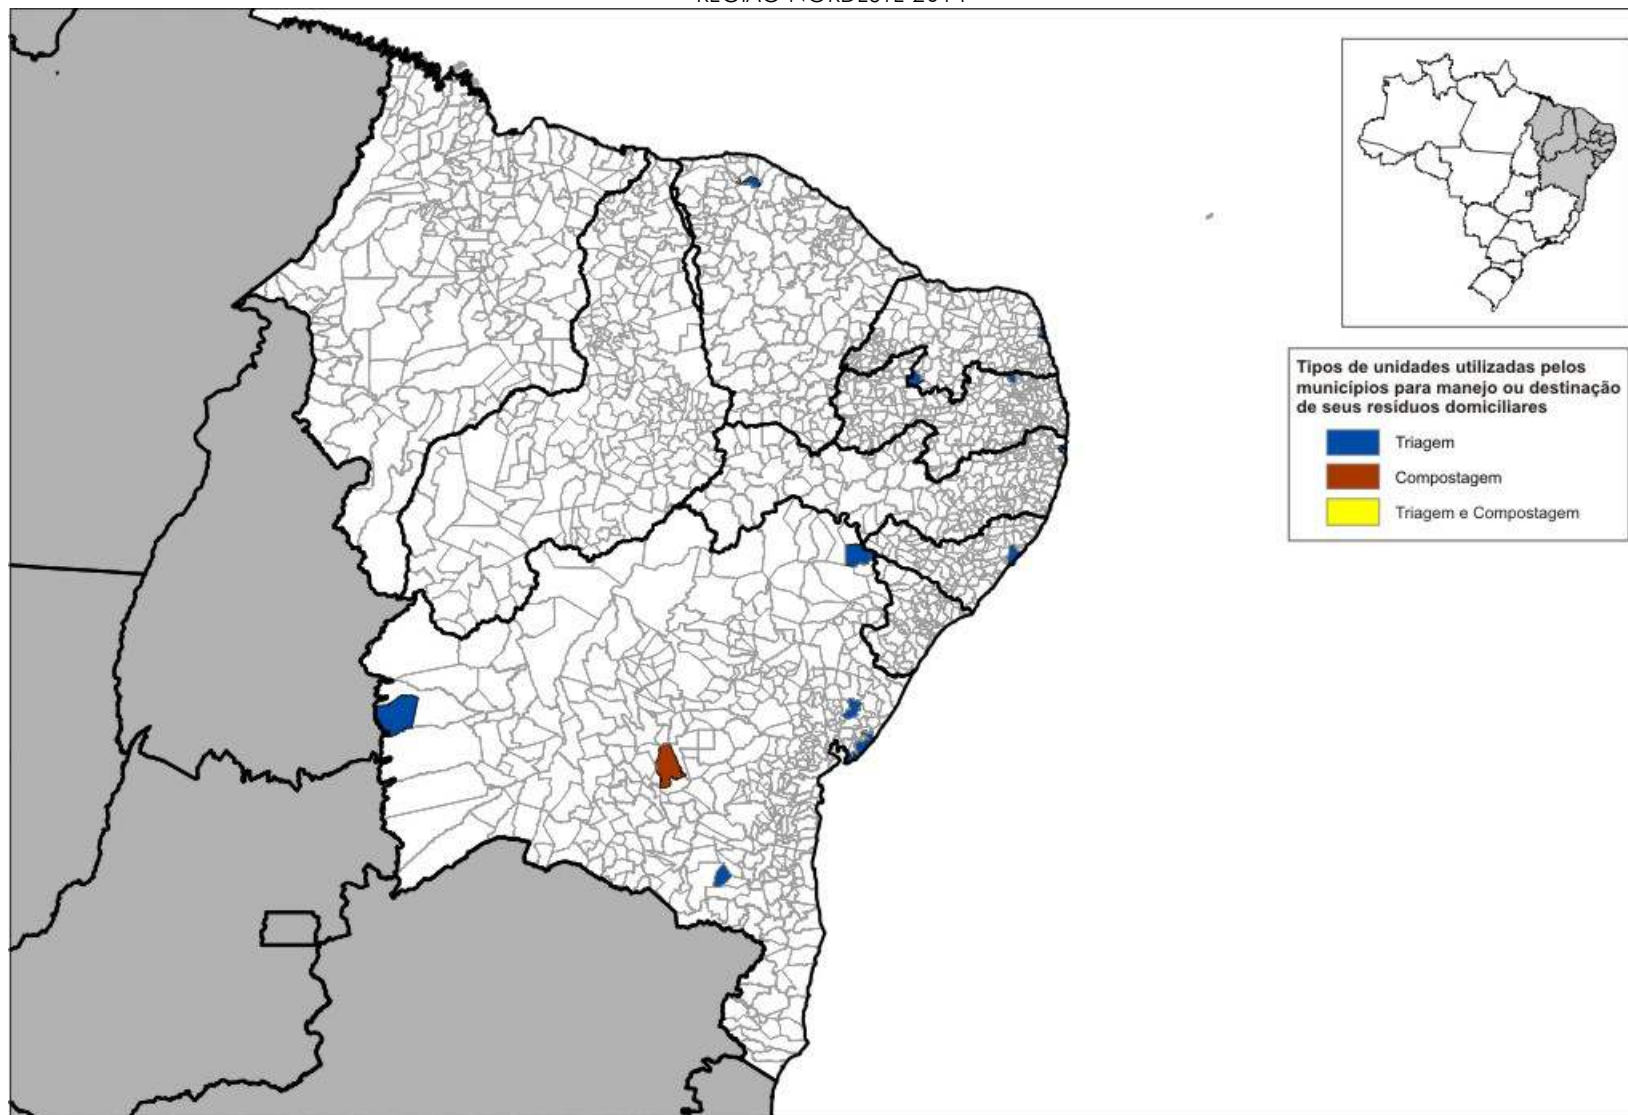 Tipos de unidades utilizadas pelos
municípios para manejo ou destinação
de seus resíduos domiciliares
Triagem
Compostagem
Triagem e Compostagem